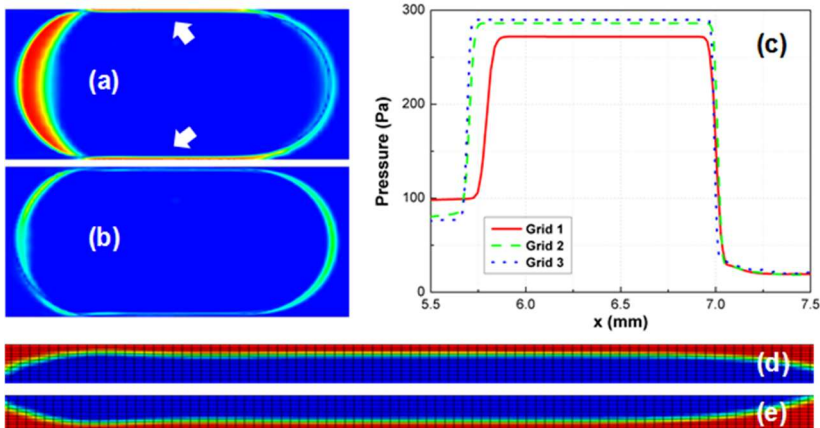 (a)
(b)
(c)
Pressure (Pa)
300
200
100
0
Grid 1
Grid 2
Grid 3
5.5 6.0 6.5 7.0 7.5
x (mm)
(d)
(e)